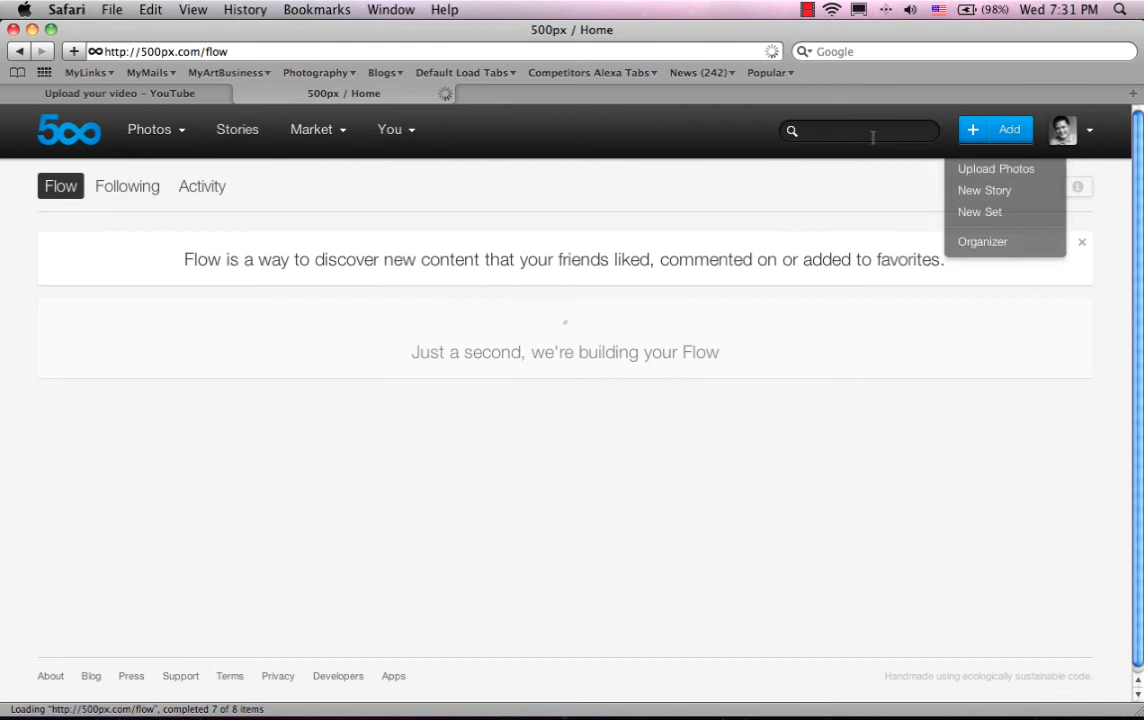 Safari File Edit View History Bookmarks Window Help (98%) Wed 7:31 PM
500px / Home
http://500px.com/flow Google
MyLinks MyMails MyArtBusiness Photography Blogs Default Load Tabs Competitors Alexa Tabs News (242) Popular
Upload your video – YouTube 500px / Home
500 Photos Stories Market You + Add
Upload Photos
Flow Following Activity
New Story
New Set
Organizer
Flow is a way to discover new content that your friends liked, commented on or added to favorites.
Just a second, we're building your Flow
About Blog Press Support Terms Privacy Developers Apps Handmade using ecologically sustainable code.
Loading "http://500px.com/flow", completed 7 of 8 items